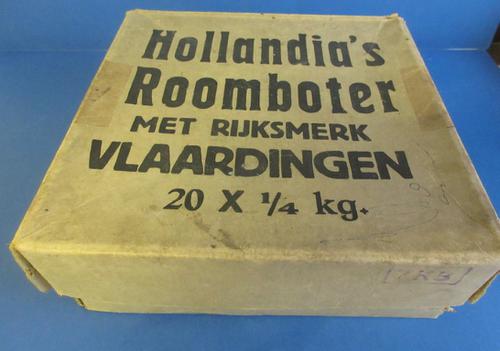 Hollandia's
Roomboter
MET RIJKSMERK
VLAARDINGEN
20 X 1/4 kg.